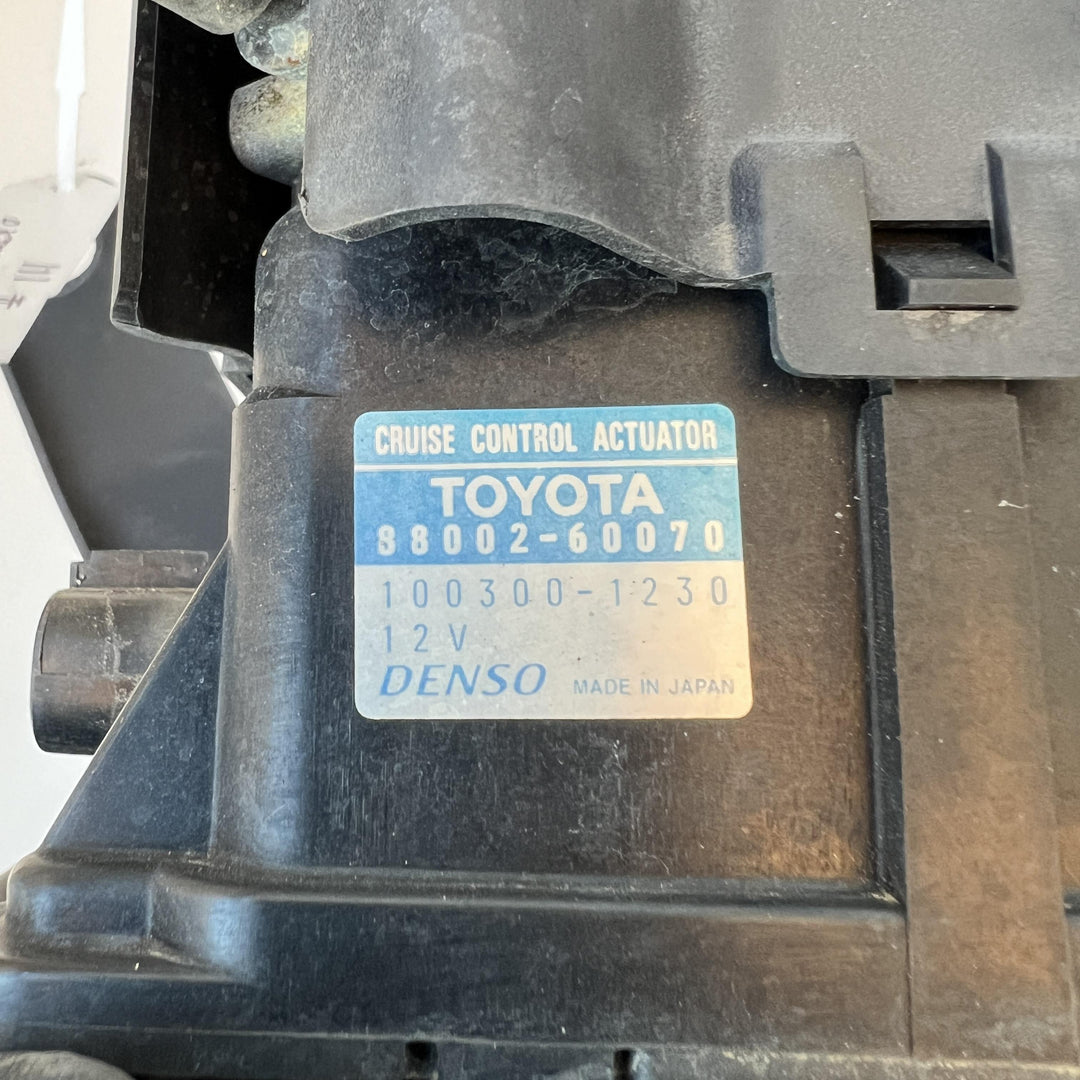 CRUISE CONTROL ACTUATOR
TOYOTA
88002-60070
100300-1230
12V
DENSO MADE IN JAPAN